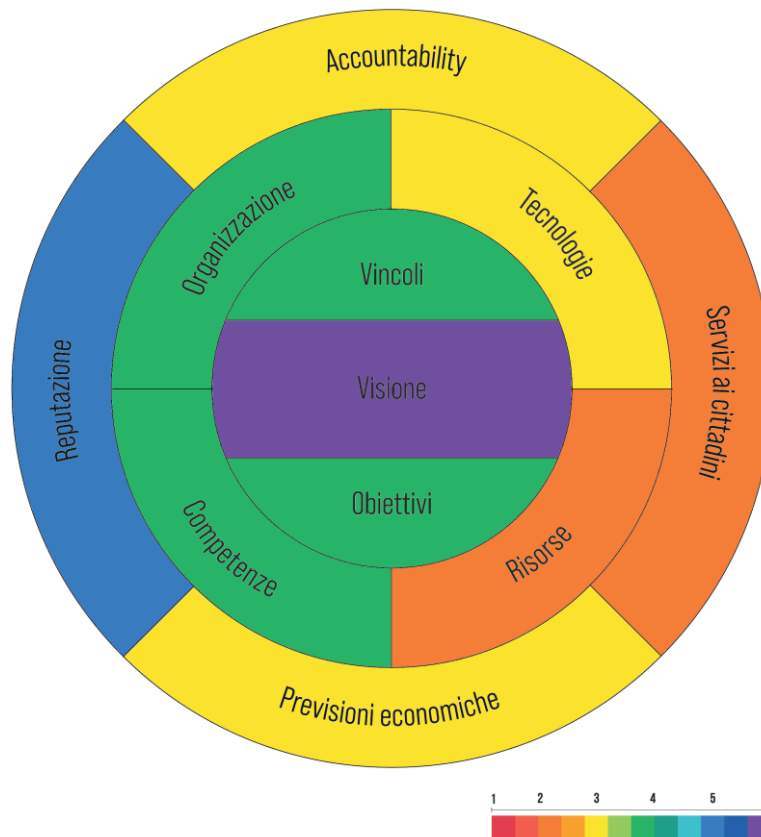 Accountability
Organizzazione
Tecnologie
Vincoli
Reputazione
Visione
Servizi ai cittadini
Obiettivi
Competenze
Risorse
Previsioni economiche
1 2 3 4 5